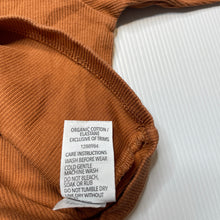 ORGANIC COTTON /
ELASTANE
EXCLUSIVE OF TRIMS
CARE INSTRUCTIONS
WASH BEFORE WEAR
COLD GENTLE
MACHINE WASH
DO NOT BLEACH,
SOAK OR RUB
DO NOT TUMBLE DRY